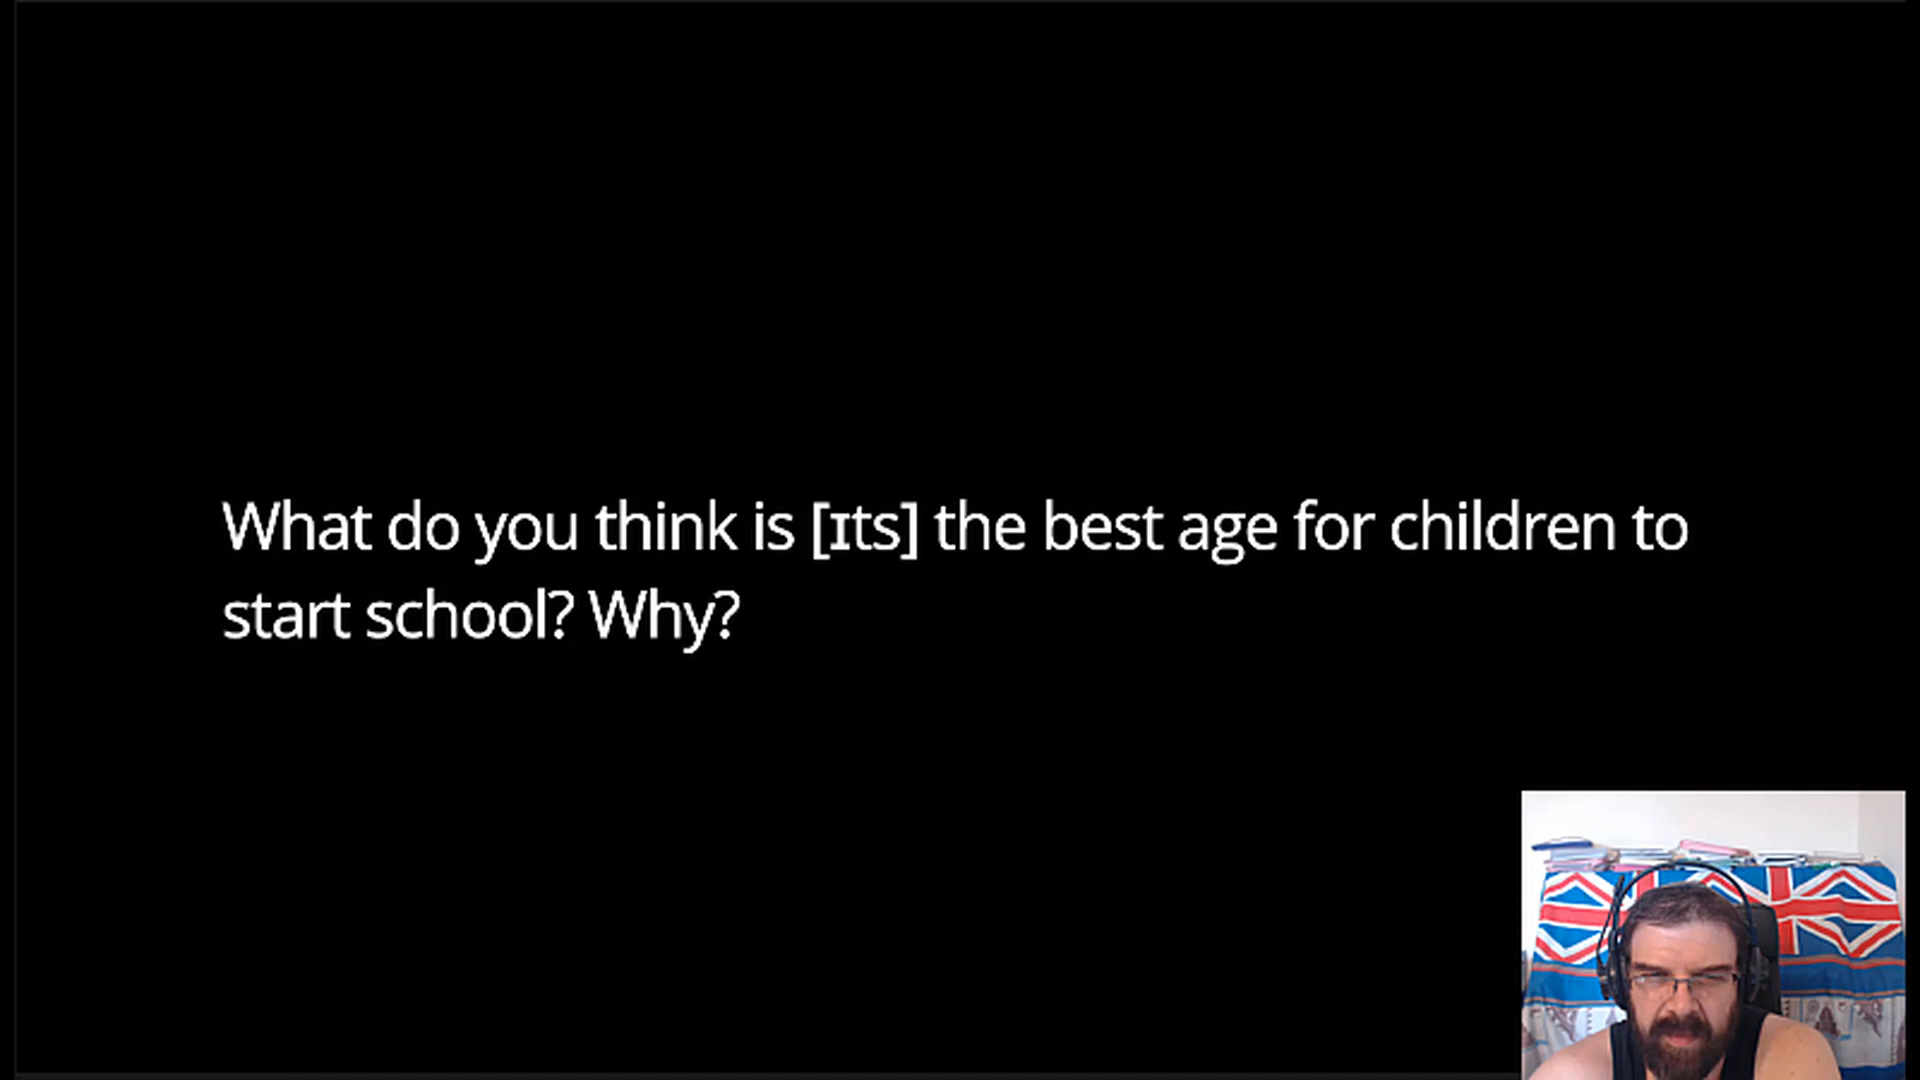 What do you think is [ɪts] the best age for children to
start school? Why?